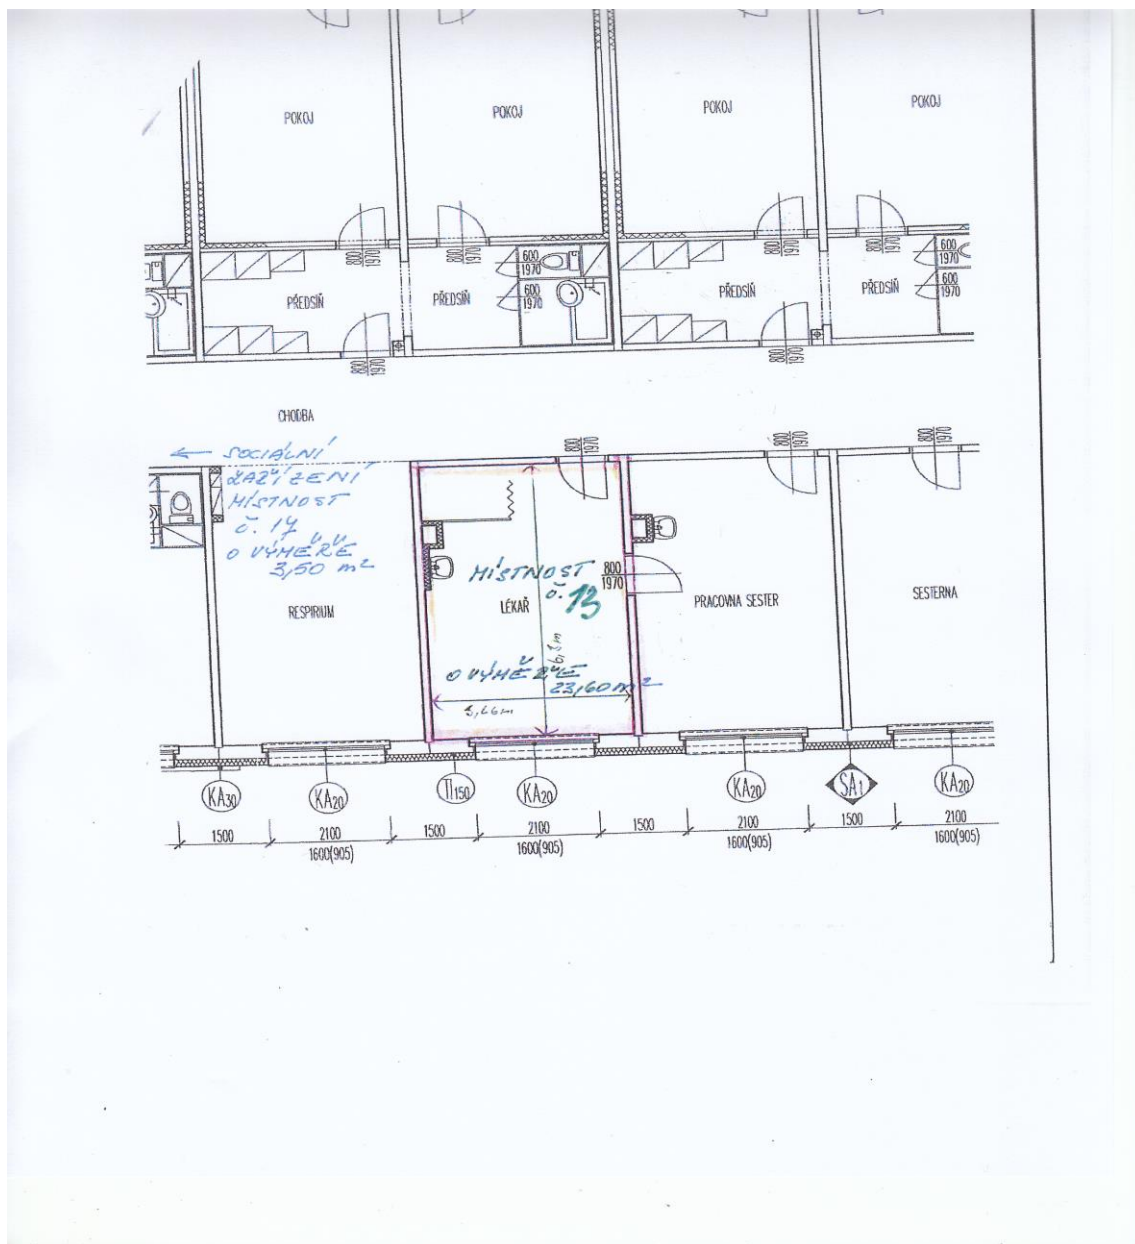 POKOJ
POKOJ
POKOJ
POKOJ
800
1970
800
1970
800
1970
800
1970
600
1970
600
1970
600
1970
600
1970
PŘEDSÍŇ
PŘEDSÍŇ
PŘEDSÍŇ
PŘEDSÍŇ
800
1970
800
1970
CHODBA
SOCIÁLNÍ
ZAŘÍZENÍ
MÍSTNOST
O VÝMĚŘE
3,50 m²
RESPIRIUM
800
1970
800
1970
800
1970
MÍSTNOST
č. 13
LÉKAŘ
800
1970
O VÝMĚŘE
23,60 m²
3,66m
PRACOVNA SESTER
SESTERNA
KA30
KA20
TI150
KA20
KA20
SA1
KA20
1500
2100
1600(905)
1500
2100
1600(905)
1500
2100
1600(905)
1500
2100
1600(905)